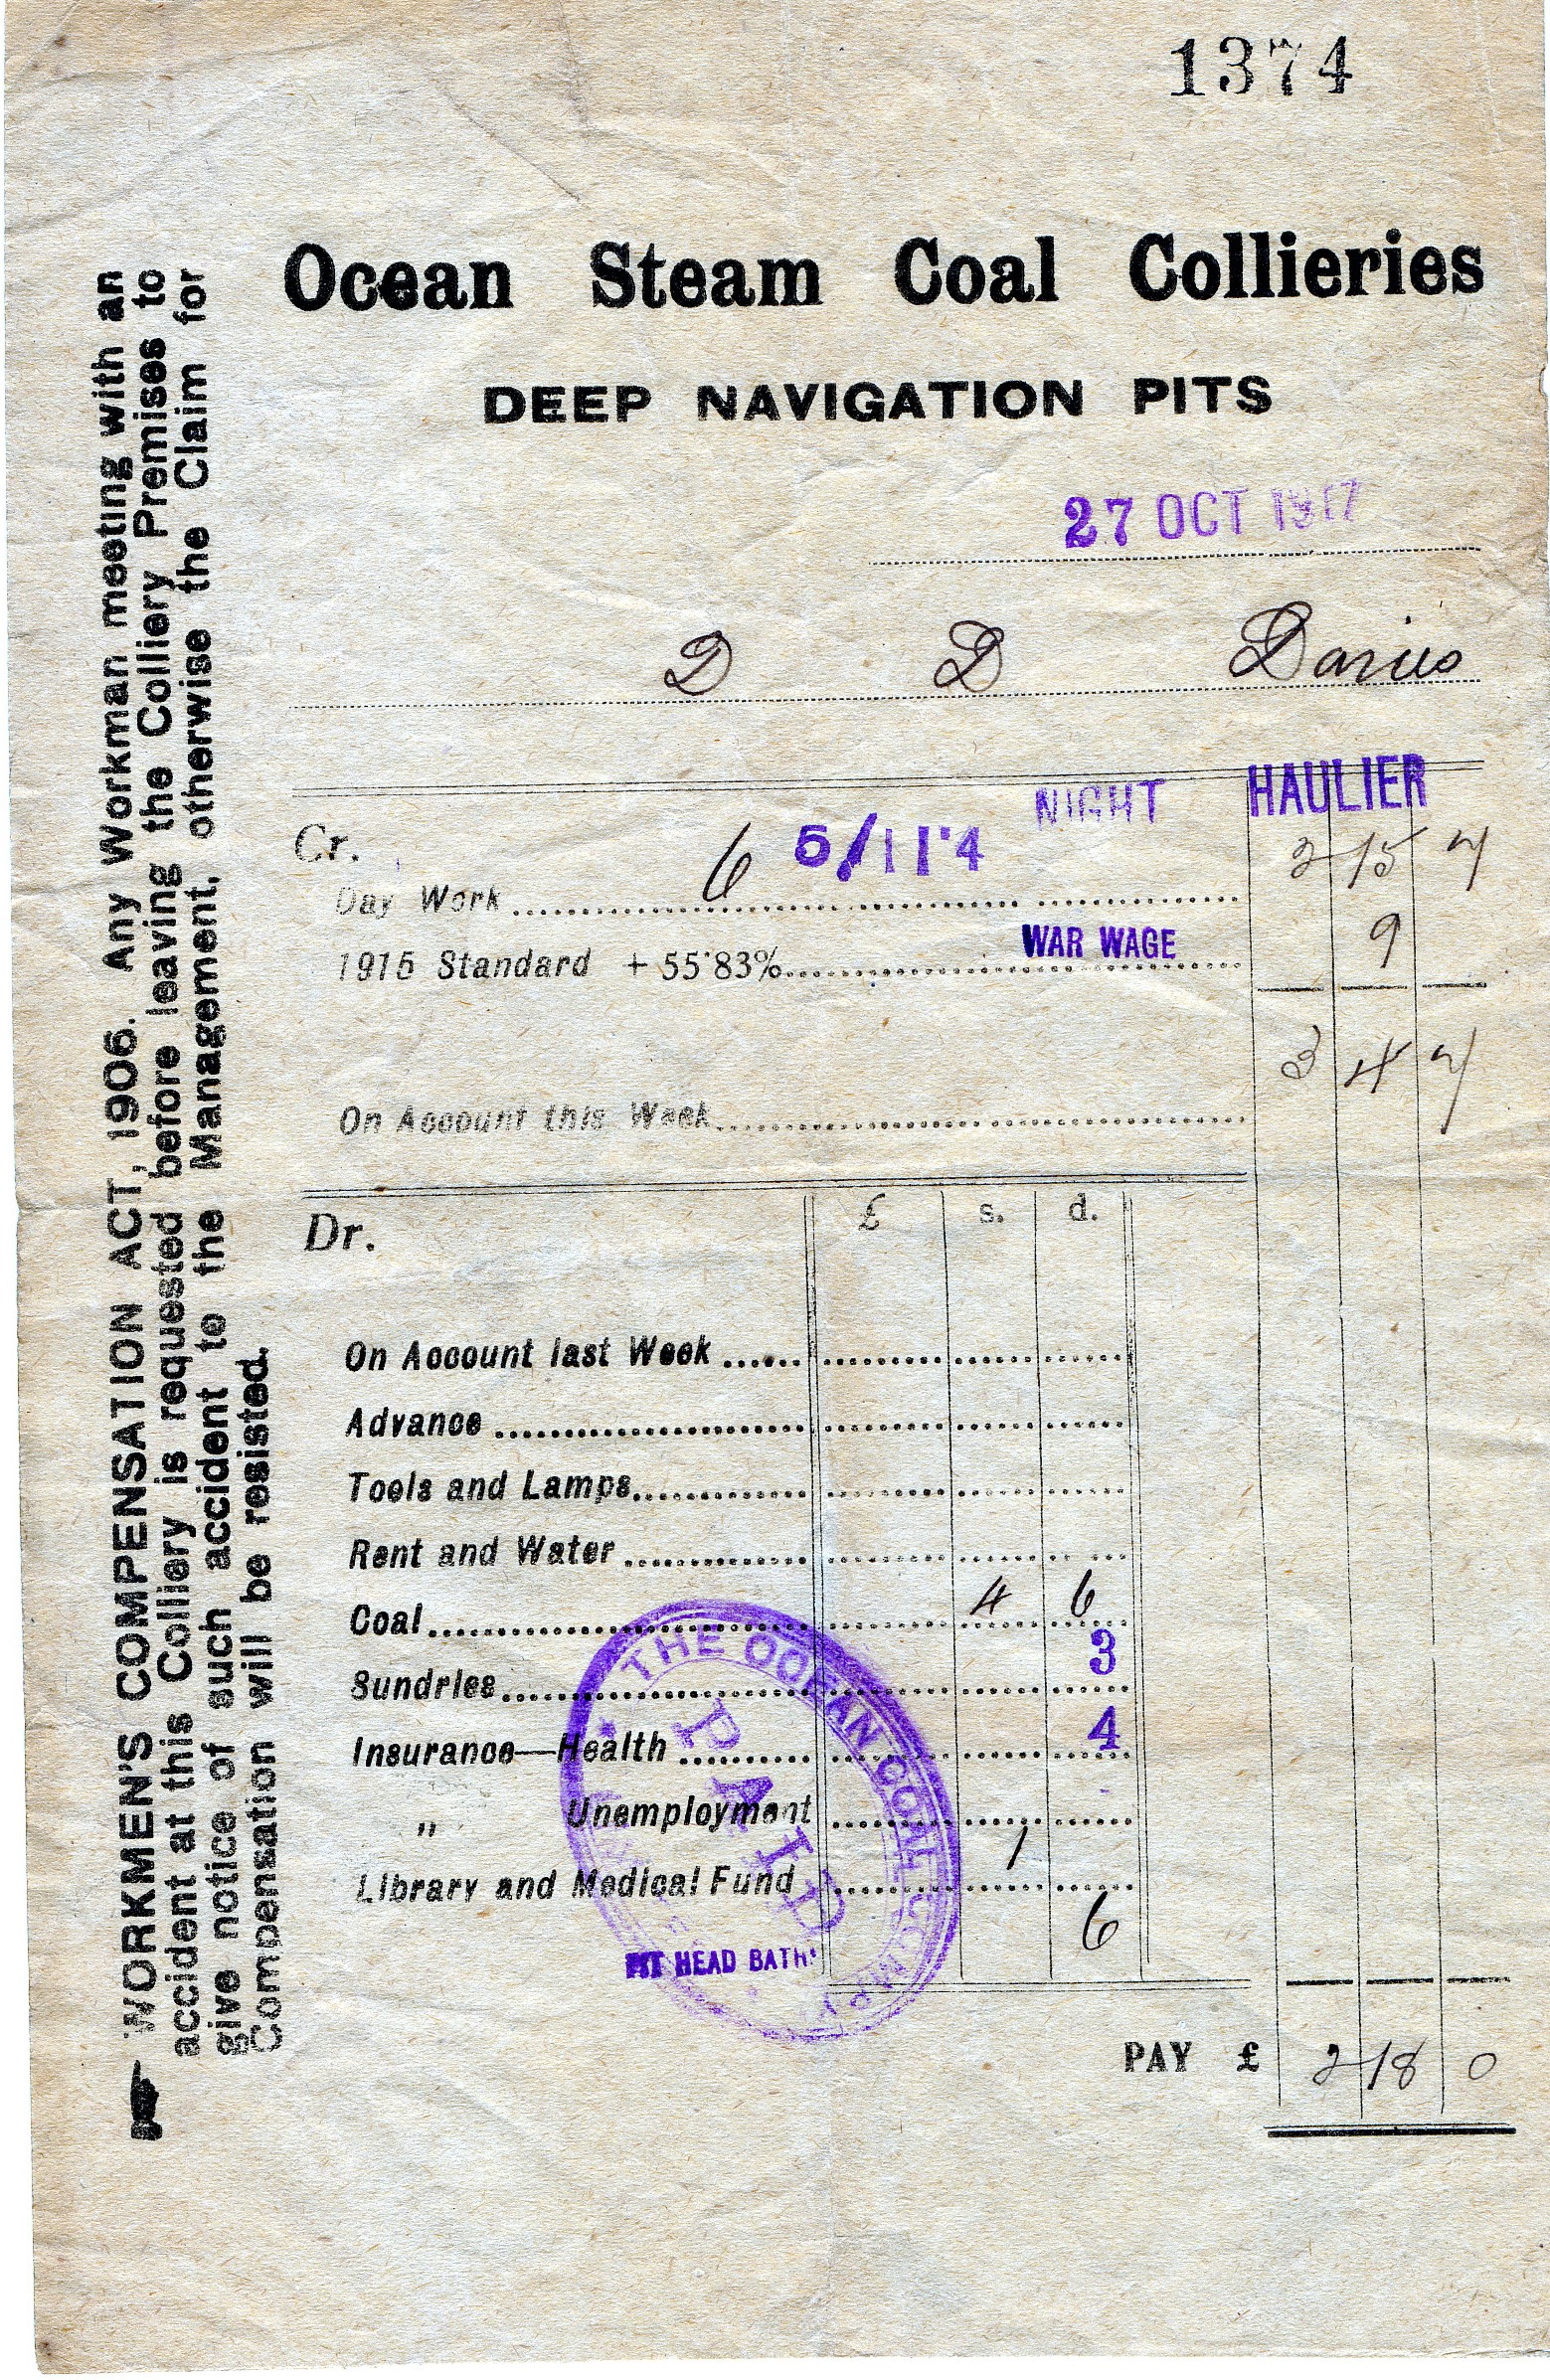 1374
Ocean Steam Coal Collieries
DEEP NAVIGATION PITS
27 OCT 1917
D D Davies
NIGHT HAULIER
Cr.
Day Work 6 5/11·4 2 15 7
1915 Standard + 55·83% WAR WAGE 9
3 4 7
On Account this Week
Dr. £ s. d.
On Account last Week
Advance
Tools and Lamps
Rent and Water
Coal 4 6
Sundries 3
Insurance—Health 4
„ Unemployment
Library and Medical Fund 1
PIT HEAD BATHS 6
THE OCEAN COAL COMPY
PAID
PAY £ 2 18 0
WORKMEN'S COMPENSATION ACT, 1906. Any Workman meeting with an
accident at this Colliery is requested before leaving the Colliery Premises to
give notice of such accident to the Management, otherwise the Claim for
Compensation will be resisted.